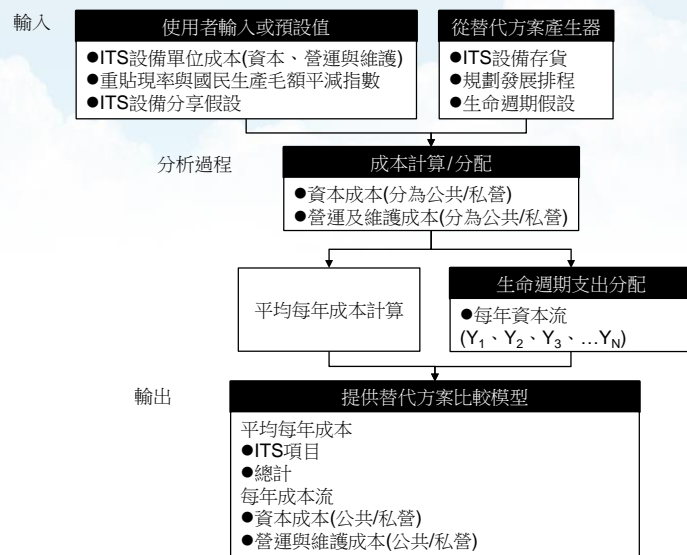 輸入
使用者輸入或預設值
●ITS設備單位成本(資本、營運與維護)
●重貼現率與國民生產毛額平減指數
●ITS設備分享假設
從替代方案產生器
●ITS設備存貨
●規劃發展排程
●生命週期假設
分析過程
成本計算/分配
●資本成本(分為公共/私營)
●營運及維護成本(分為公共/私營)
平均每年成本計算
生命週期支出分配
●每年資本流
(Y₁、Y₂、Y₃、…Yₙ)
輸出
提供替代方案比較模型
平均每年成本
●ITS項目
●總計
每年成本流
●資本成本(公共/私營)
●營運與維護成本(公共/私營)